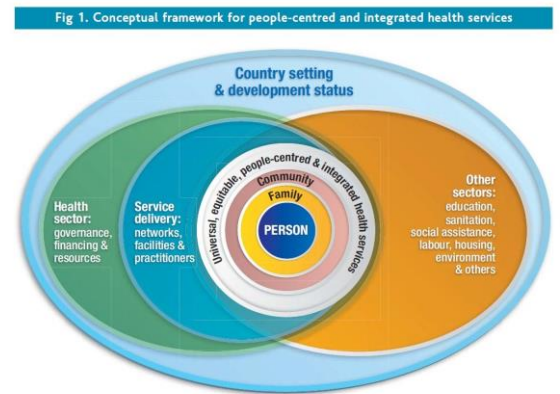 Fig 1. Conceptual framework for people-centred and integrated health services
Country setting
& development status
Health
sector:
governance,
financing &
resources
Service
delivery:
networks,
facilities &
practitioners
Universal, equitable, people-centred & integrated health services
Community
Family
PERSON
Other
sectors:
education,
sanitation,
social assistance,
labour, housing,
environment
& others